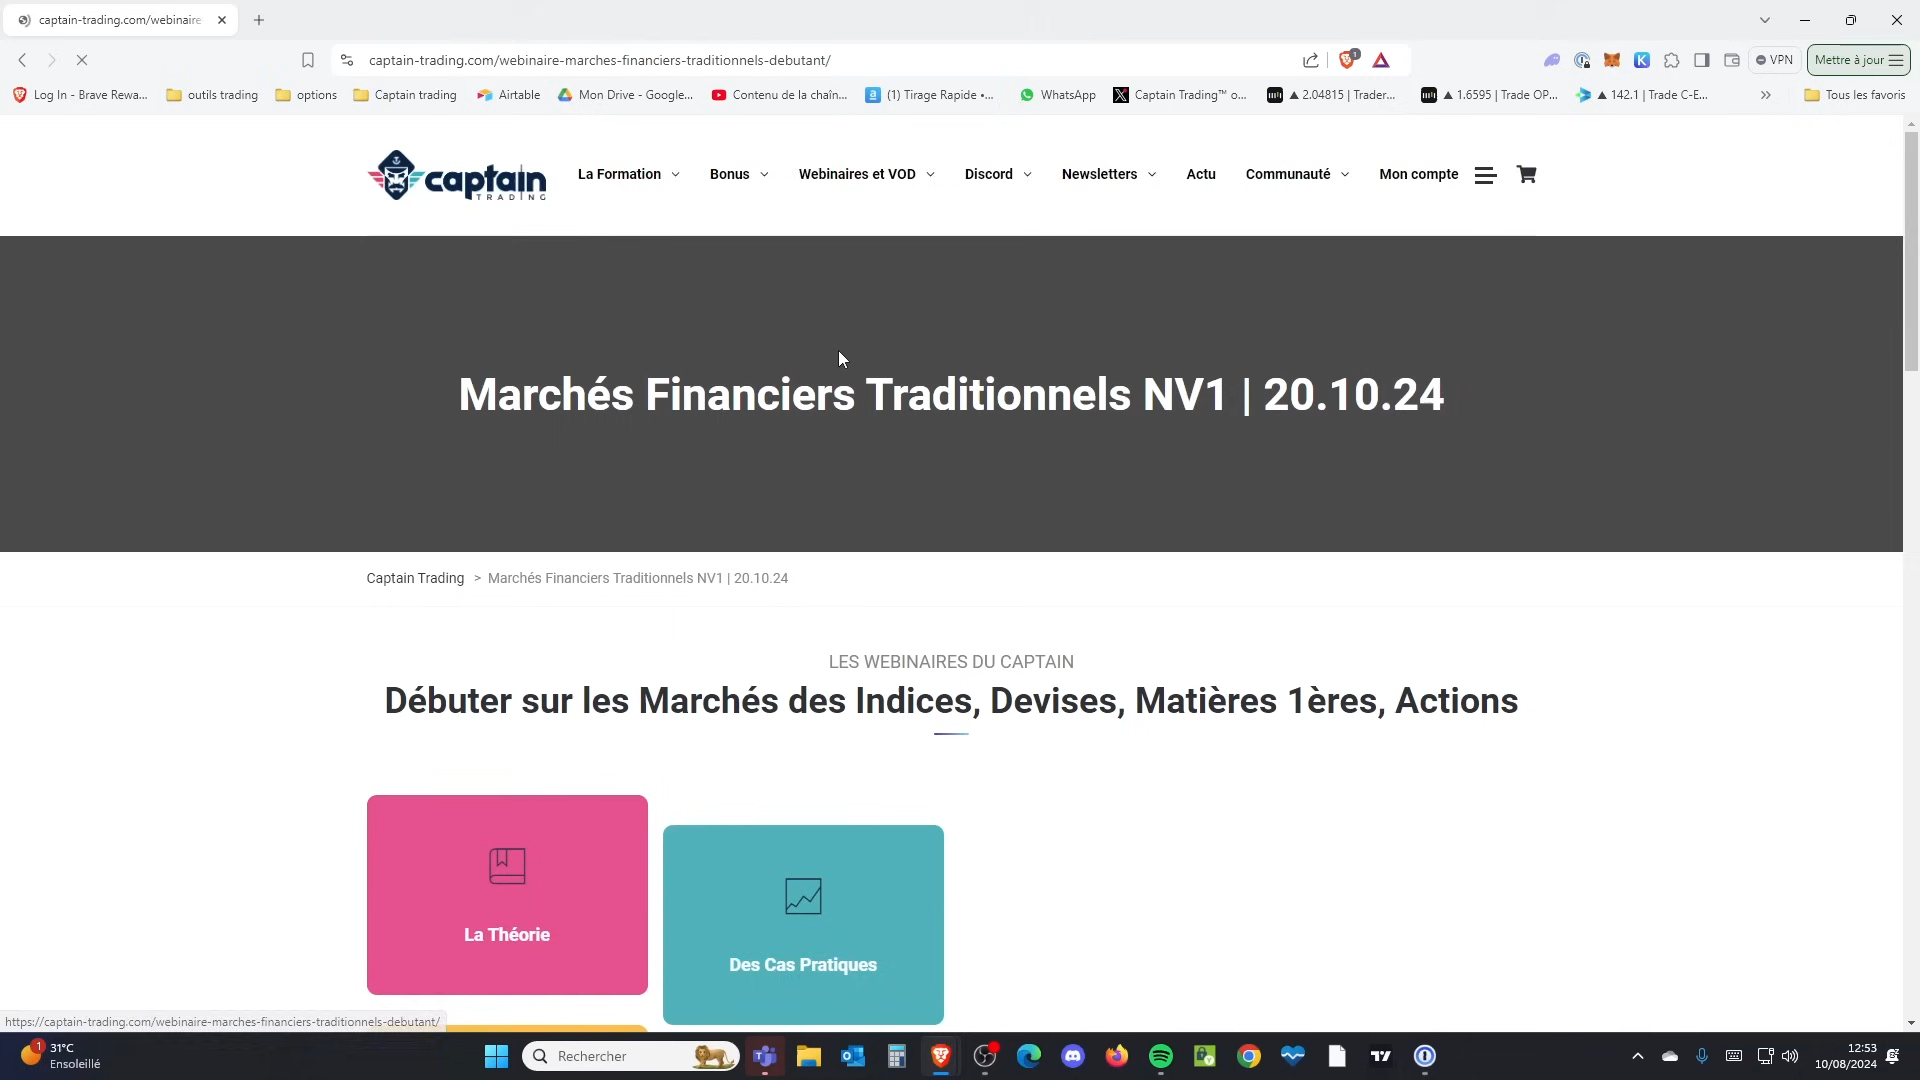 captain-trading.com/webinaire
captain-trading.com/webinaire-marches-financiers-traditionnels-debutant/
1
VPN
Mettre à jour
Log In - Brave Rewa...
outils trading
options
Captain trading
Airtable
Mon Drive - Google...
Contenu de la chaîn...
(1) Tirage Rapide •...
WhatsApp
Captain Trading™ o...
▲ 2.04815 | Trader...
▲ 1.6595 | Trade OP...
▲ 142.1 | Trade C-E...
Tous les favoris
captain
TRADING
La Formation
Bonus
Webinaires et VOD
Discord
Newsletters
Actu
Communauté
Mon compte
Marchés Financiers Traditionnels NV1 | 20.10.24
Captain Trading > Marchés Financiers Traditionnels NV1 | 20.10.24
LES WEBINAIRES DU CAPTAIN
Débuter sur les Marchés des Indices, Devises, Matières 1ères, Actions
La Théorie
Des Cas Pratiques
https://captain-trading.com/webinaire-marches-financiers-traditionnels-debutant/
1
31°C
Ensoleillé
Rechercher
12:53
10/08/2024